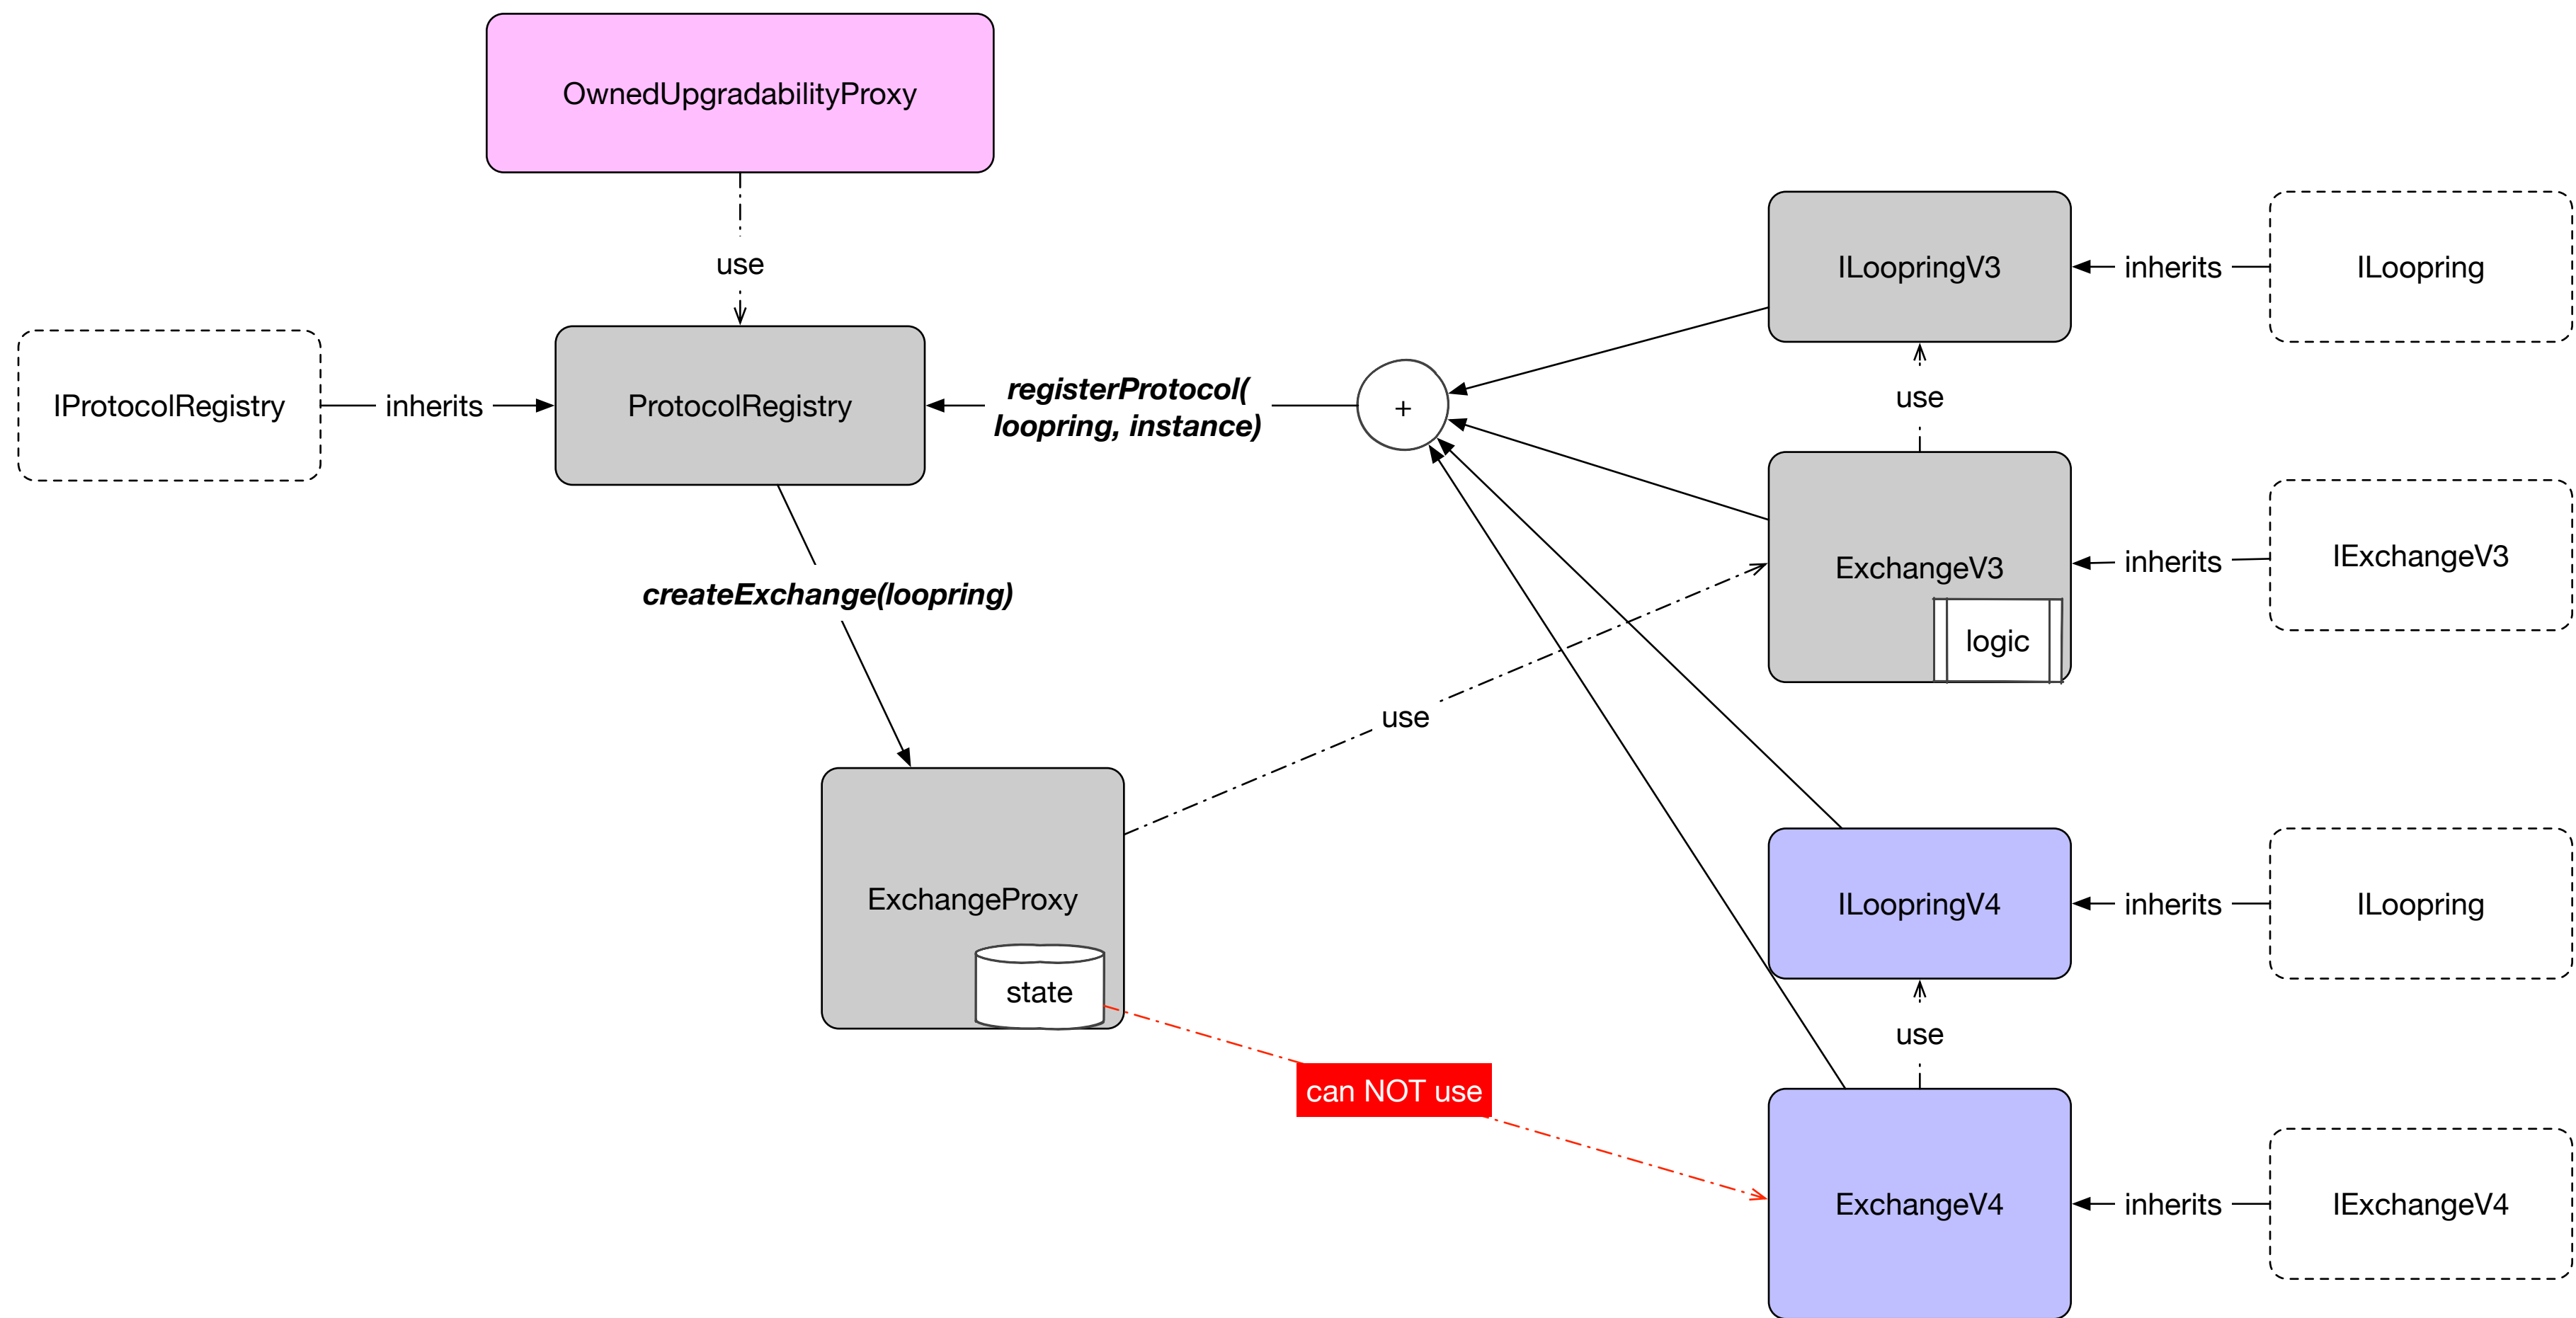 OwnedUpgradabilityProxy
use
ILoopringV3
inherits
ILoopring
IProtocolRegistry
inherits
ProtocolRegistry
registerProtocol(
loopring, instance)
+
use
createExchange(loopring)
ExchangeV3
inherits
IExchangeV3
logic
use
ExchangeProxy
state
ILoopringV4
inherits
ILoopring
use
can NOT use
ExchangeV4
inherits
IExchangeV4